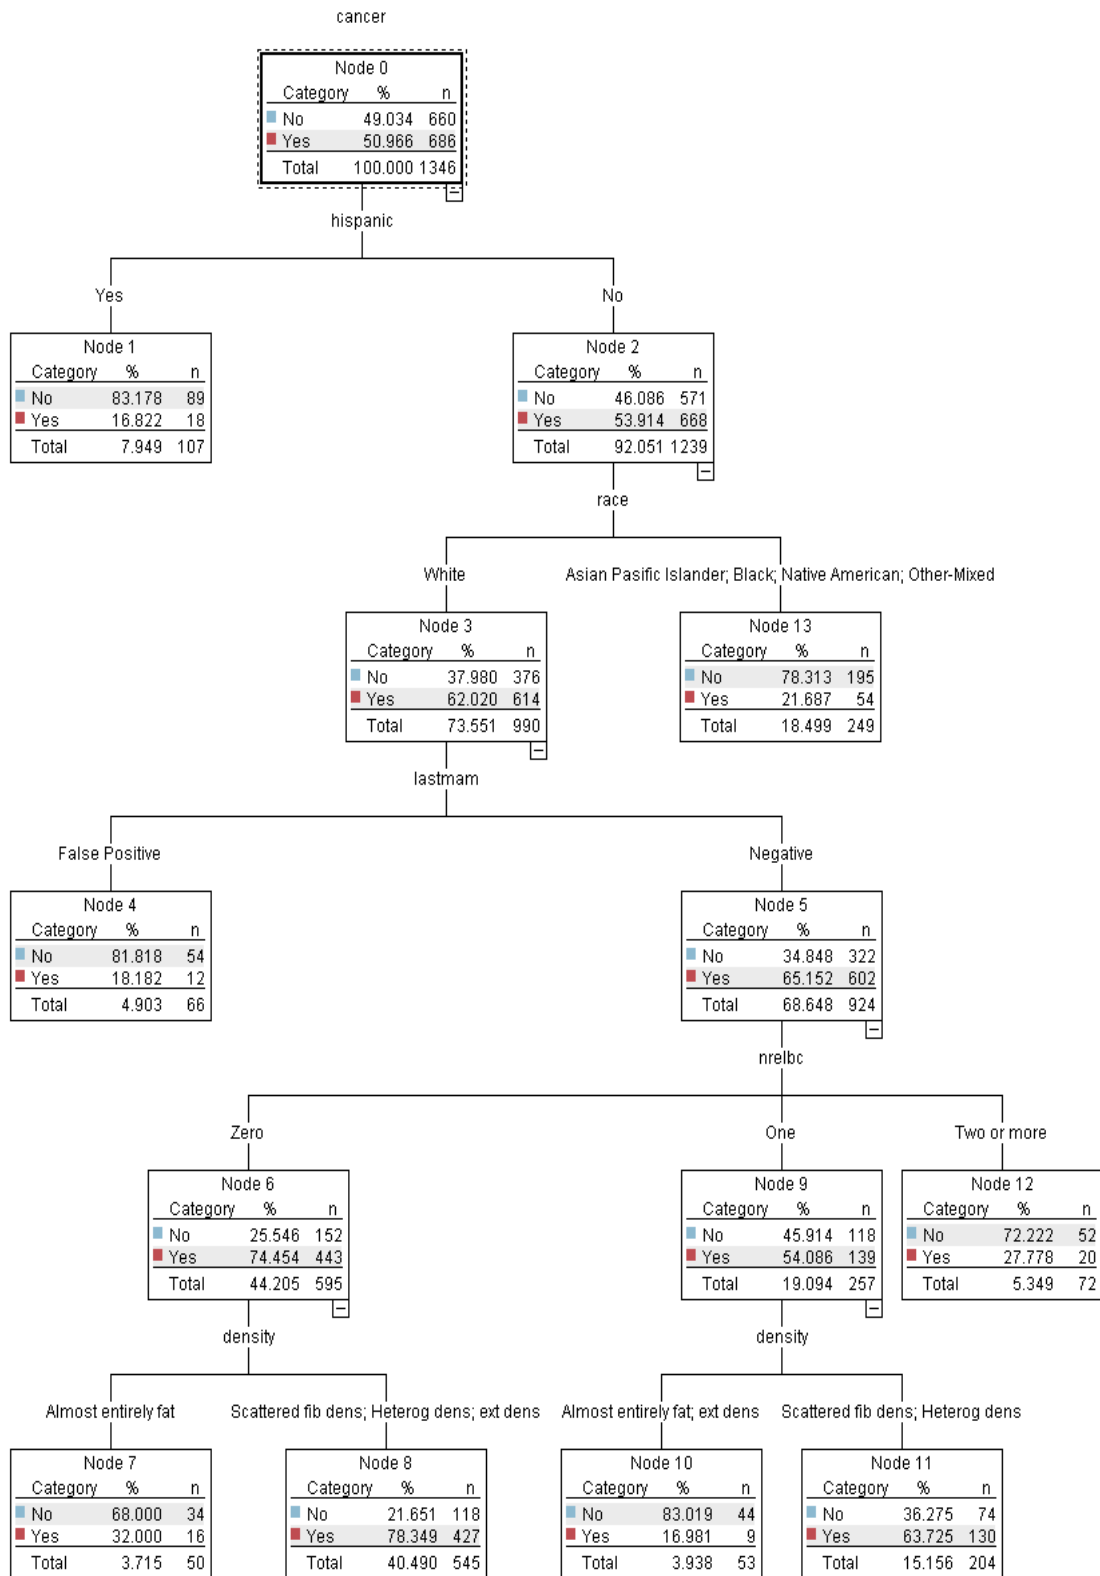 cancer
Node 0
Category % n
No 49.034 660
Yes 50.966 686
Total 100.000 1346
hispanic
Yes
No
Node 1
Category % n
No 83.178 89
Yes 16.822 18
Total 7.949 107
Node 2
Category % n
No 46.086 571
Yes 53.914 668
Total 92.051 1239
race
White
Asian Pasific Islander; Black; Native American; Other-Mixed
Node 3
Category % n
No 37.980 376
Yes 62.020 614
Total 73.551 990
Node 13
Category % n
No 78.313 195
Yes 21.687 54
Total 18.499 249
lastmam
False Positive
Negative
Node 4
Category % n
No 81.818 54
Yes 18.182 12
Total 4.903 66
Node 5
Category % n
No 34.848 322
Yes 65.152 602
Total 68.648 924
nrelbc
Zero
One
Two or more
Node 6
Category % n
No 25.546 152
Yes 74.454 443
Total 44.205 595
Node 9
Category % n
No 45.914 118
Yes 54.086 139
Total 19.094 257
Node 12
Category % n
No 72.222 52
Yes 27.778 20
Total 5.349 72
density
density
Almost entirely fat
Scattered fib dens; Heterog dens; ext dens
Almost entirely fat; ext dens
Scattered fib dens; Heterog dens
Node 7
Category % n
No 68.000 34
Yes 32.000 16
Total 3.715 50
Node 8
Category % n
No 21.651 118
Yes 78.349 427
Total 40.490 545
Node 10
Category % n
No 83.019 44
Yes 16.981 9
Total 3.938 53
Node 11
Category % n
No 36.275 74
Yes 63.725 130
Total 15.156 204